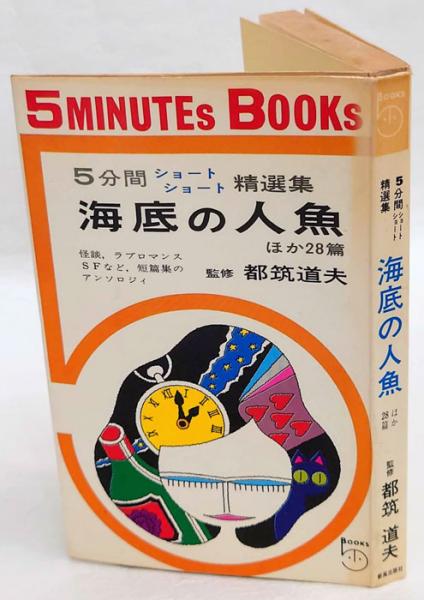 5 MINUTEs BOOKs
5分間 ショート ショート 精選集
海底の人魚
ほか28篇
怪談，ラブロマンス
SFなど，短篇集の
アンソロジィ
監修 都筑道夫
BOOKS
5
BOOKS
5分間 ショート ショート 精選集
海底の人魚
ほか
28篇
監修 都筑道夫